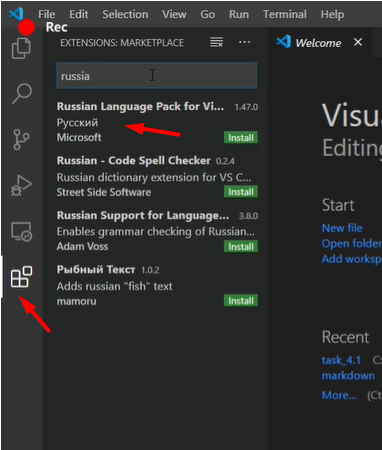 File Edit Selection View Go Run Terminal Help
Rec
EXTENSIONS: MARKETPLACE ...
Welcome
russia
Russian Language Pack for Vi... 1.47.0
Русский
Microsoft Install
Russian - Code Spell Checker 0.2.4
Russian dictionary extension for VS C...
Street Side Software Install
Russian Support for Language... 3.8.0
Enables grammar checking of Russian...
Adam Voss Install
Рыбный Текст 1.0.2
Adds russian "fish" text
mamoru Install
Visu
Editing
Start
New file
Open folder
Add worksp
Recent
task_4.1 C:
markdown
More... (Ct